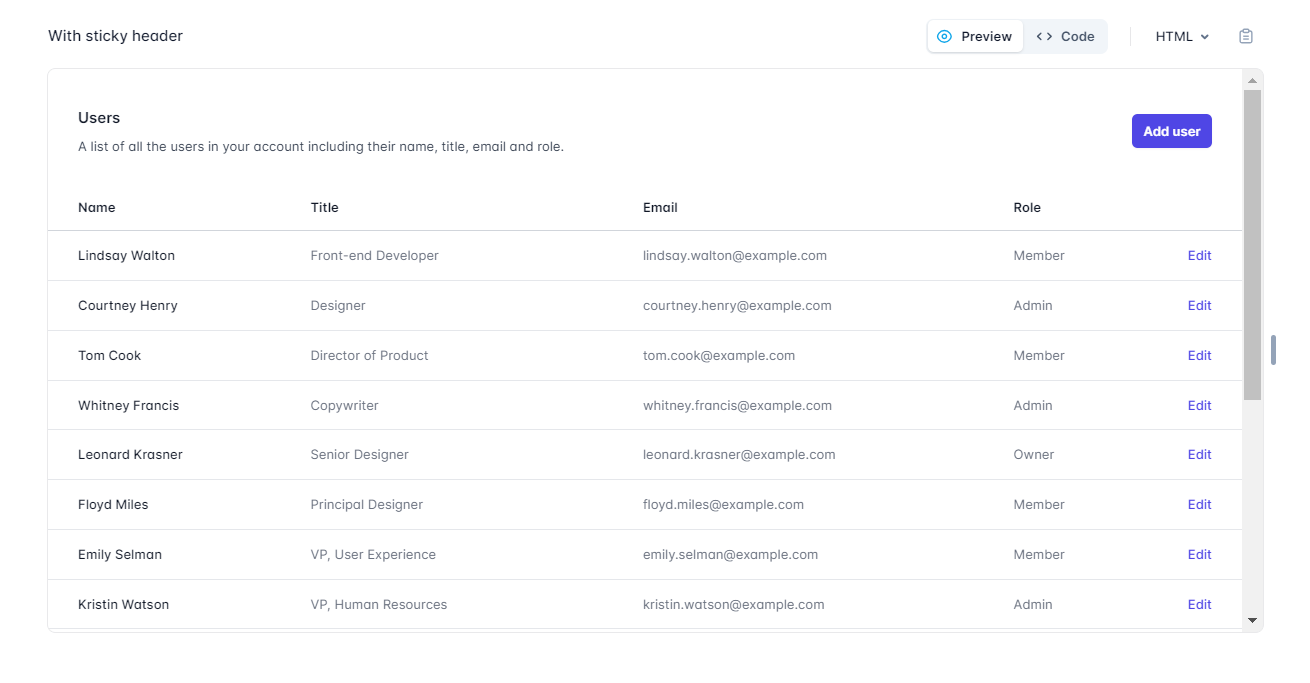 With sticky header
Preview
Code
HTML
Users
Add user
A list of all the users in your account including their name, title, email and role.
Name Title Email Role
Lindsay Walton Front-end Developer lindsay.walton@example.com Member Edit
Courtney Henry Designer courtney.henry@example.com Admin Edit
Tom Cook Director of Product tom.cook@example.com Member Edit
Whitney Francis Copywriter whitney.francis@example.com Admin Edit
Leonard Krasner Senior Designer leonard.krasner@example.com Owner Edit
Floyd Miles Principal Designer floyd.miles@example.com Member Edit
Emily Selman VP, User Experience emily.selman@example.com Member Edit
Kristin Watson VP, Human Resources kristin.watson@example.com Admin Edit